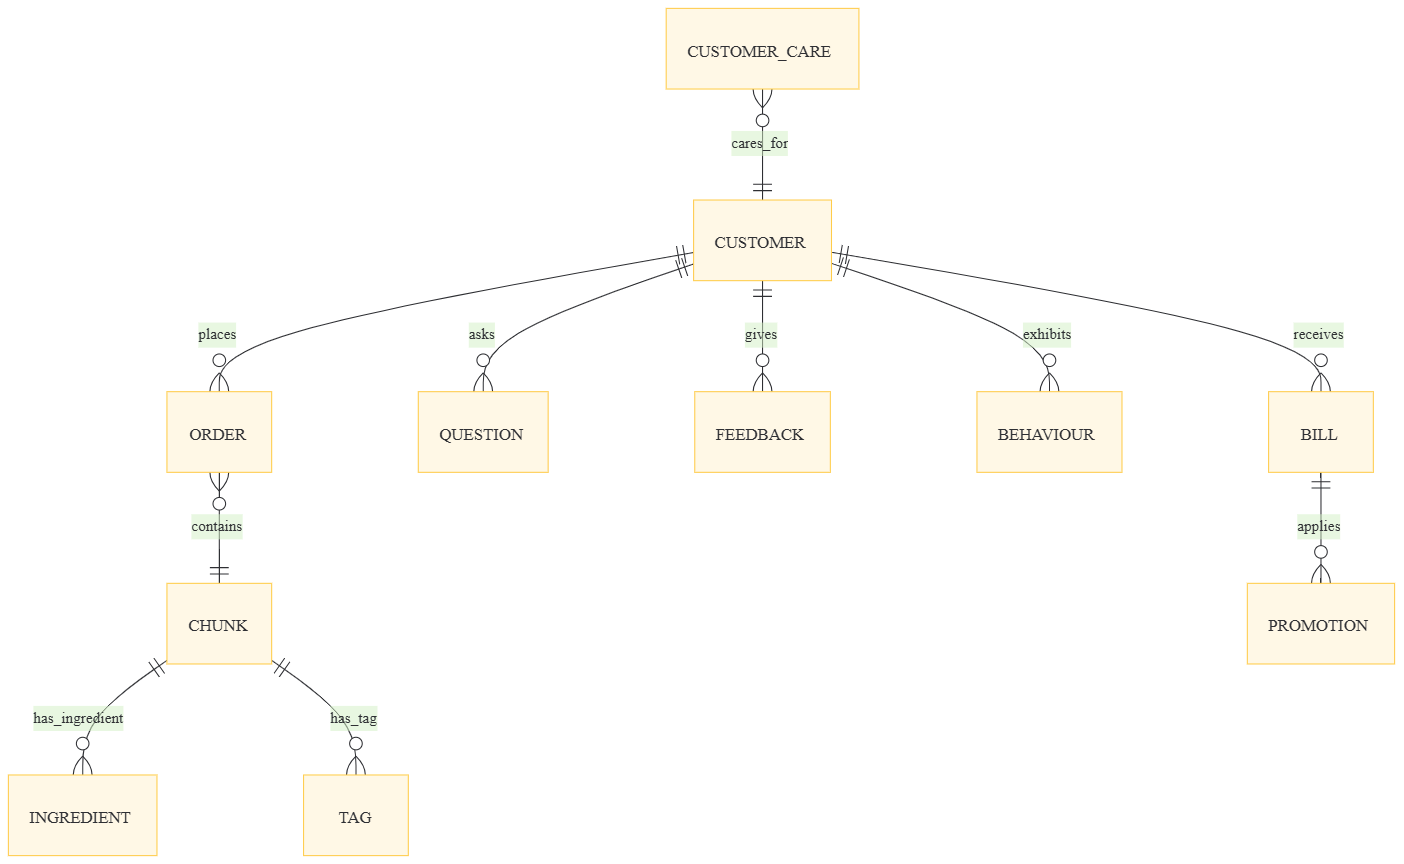 CUSTOMER_CARE
cares_for
CUSTOMER
places
asks
gives
exhibits
receives
ORDER
QUESTION
FEEDBACK
BEHAVIOUR
BILL
contains
applies
CHUNK
PROMOTION
has_ingredient
has_tag
INGREDIENT
TAG